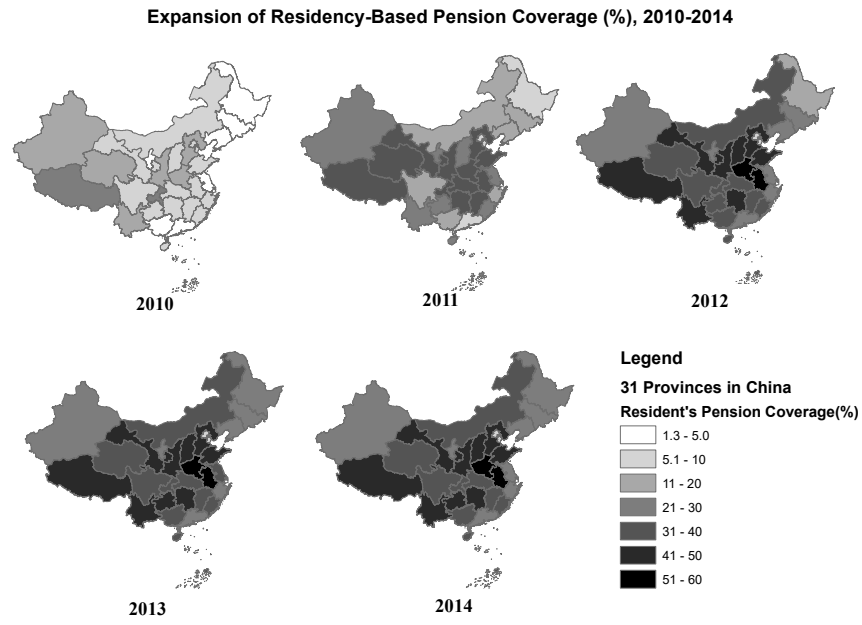 Expansion of Residency-Based Pension Coverage (%), 2010-2014
2010
2011
2012
2013
2014
Legend
31 Provinces in China
Resident's Pension Coverage(%)
1.3 - 5.0
5.1 - 10
11 - 20
21 - 30
31 - 40
41 - 50
51 - 60